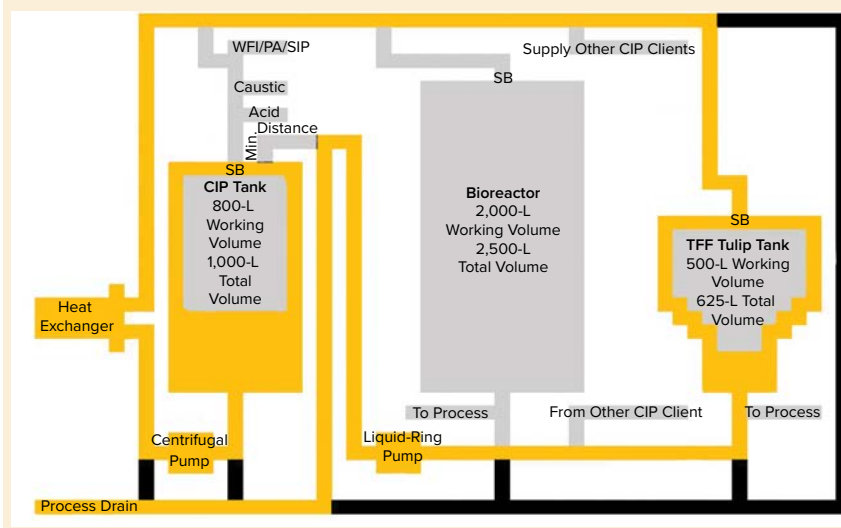 WFI/PA/SIP
Supply Other CIP Clients
SB
Caustic
Acid
Min. Distance
SB
CIP Tank
800-L
Working
Volume
1,000-L
Total
Volume
Bioreactor
2,000-L
Working Volume
2,500-L
Total Volume
SB
TFF Tulip Tank
500-L Working
Volume
625-L Total
Volume
Heat
Exchanger
To Process
From Other CIP Client
To Process
Centrifugal
Pump
Liquid-Ring
Pump
Process Drain